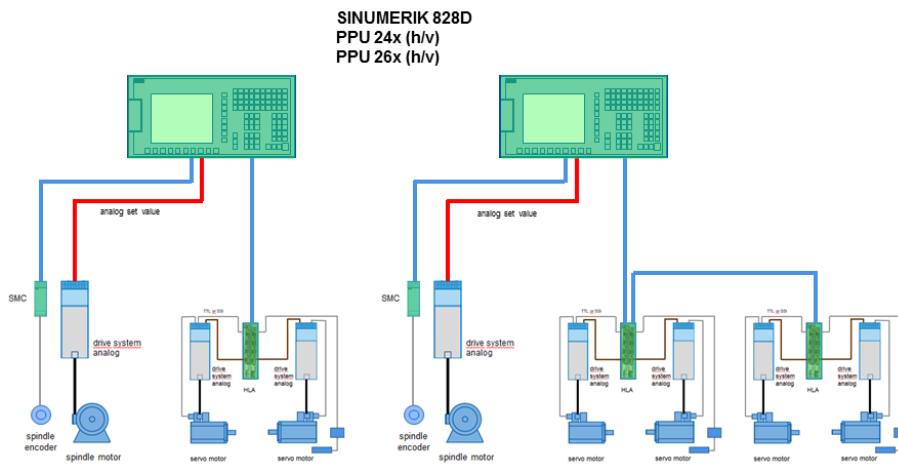 SINUMERIK 828D
PPU 24x (h/v)
PPU 26x (h/v)
analog set value
SMC
drive system
analog
TTL or SSI
drive
system
analog
HLA
spindle
encoder
spindle motor
servo motor
servo motor
analog set value
SMC
drive system
analog
drive
system
analog
HLA
drive
system
analog
drive
system
analog
HLA
drive
system
analog
spindle
encoder
spindle motor
servo motor
servo motor
servo motor
servo motor